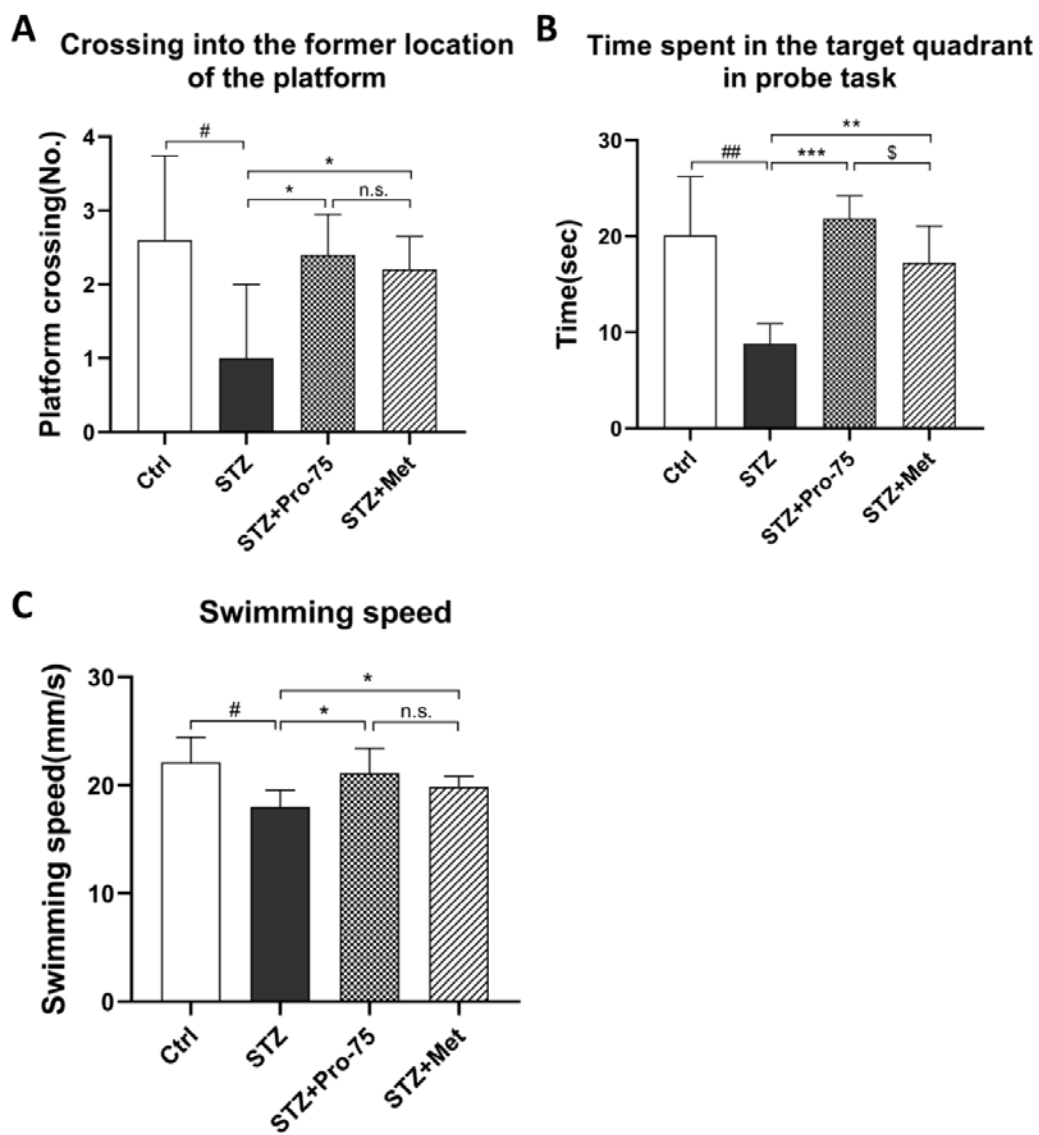 A
Crossing into the former location
of the platform
Platform crossing(No.)
4
3
2
1
0
#
*
*
n.s.
Ctrl
STZ
STZ+Pro-75
STZ+Met
B
Time spent in the target quadrant
in probe task
Time(sec)
30
20
10
0
**
##
***
$
Ctrl
STZ
STZ+Pro-75
STZ+Met
C
Swimming speed
Swimming speed(mm/s)
30
20
10
0
*
#
*
n.s.
Ctrl
STZ
STZ+Pro-75
STZ+Met